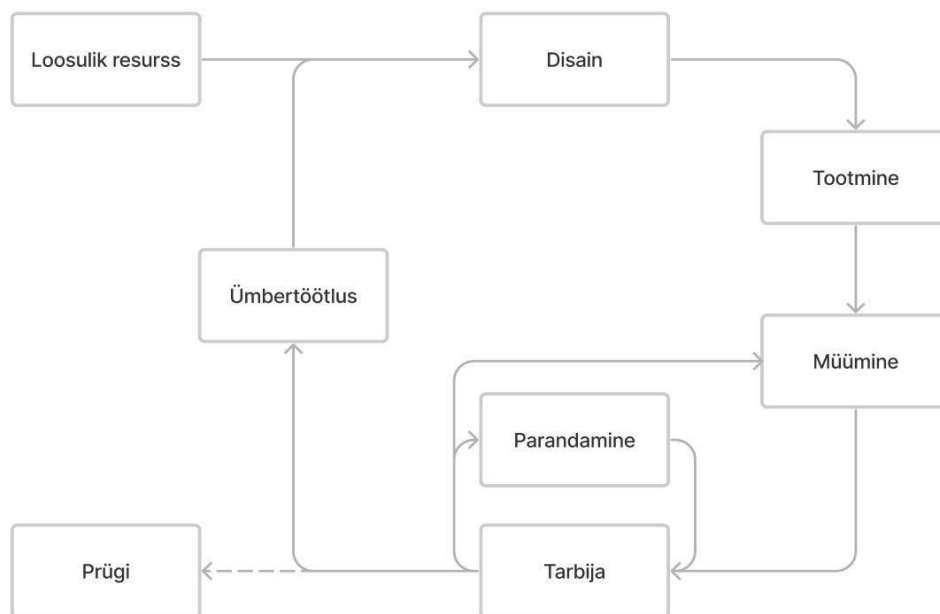 Loosulik resurss
Disain
Tootmine
Ümbertöötlus
Müümine
Parandamine
Prügi
Tarbija